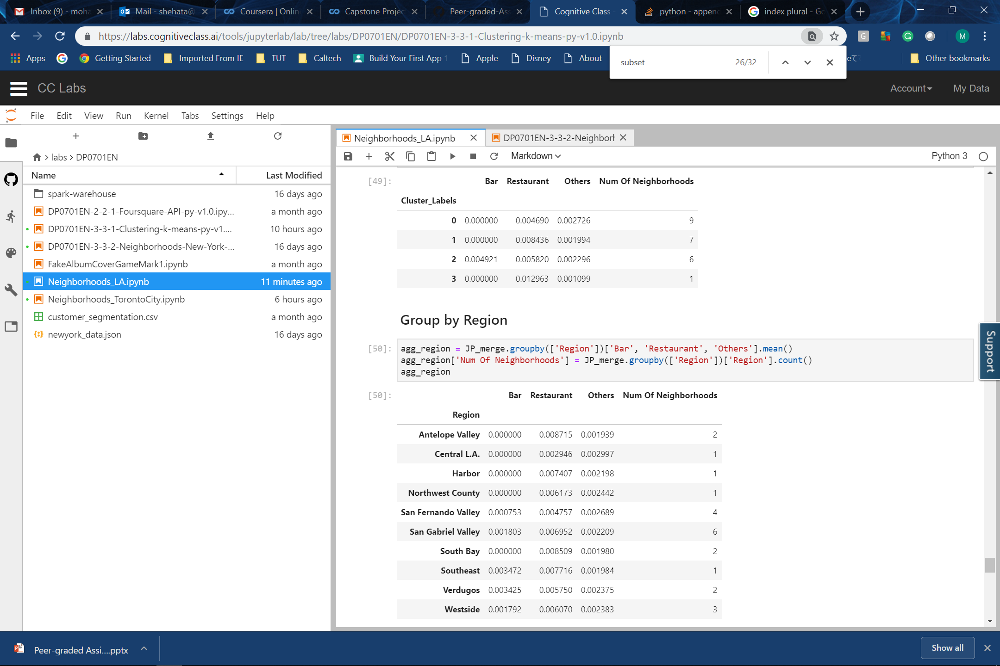 Inbox (9) - moha
Mail - shehata@
Coursera | Onlin
Capstone Projec
Peer-graded-Ass
Cognitive Class
python - append
index plural - Go
https://labs.cognitiveclass.ai/tools/jupyterlab/lab/tree/labs/DP0701EN/DP0701EN-3-3-1-Clustering-k-means-py-v1.0.ipynb
G
M
Apps
Getting Started
Imported From IE
TUT
Caltech
Build Your First App
Apple
Disney
About
Other bookmarks
subset 26/32
CC Labs
Account
My Data
File Edit View Run Kernel Tabs Settings Help
> labs > DP0701EN
Name Last Modified
spark-warehouse 16 days ago
DP0701EN-2-2-1-Foursquare-API-py-v1.0.ipy... a month ago
DP0701EN-3-3-1-Clustering-k-means-py-v1.... 10 hours ago
DP0701EN-3-3-2-Neighborhoods-New-York-... 16 days ago
FakeAlbumCoverGameMark1.ipynb a month ago
Neighborhoods_LA.ipynb 11 minutes ago
Neighborhoods_TorontoCity.ipynb 6 hours ago
customer_segmentation.csv a month ago
newyork_data.json 16 days ago
Neighborhoods_LA.ipynb
DP0701EN-3-3-2-Neighborh
Markdown
Python 3
[49]: Bar Restaurant Others Num Of Neighborhoods
Cluster_Labels
0 0.000000 0.004690 0.002726 9
1 0.000000 0.008436 0.001994 7
2 0.004921 0.005820 0.002296 6
3 0.000000 0.012963 0.001099 1
Group by Region
[50]: agg_region = JP_merge.groupby(['Region'])['Bar', 'Restaurant', 'Others'].mean()
agg_region['Num Of Neighborhoods'] = JP_merge.groupby(['Region'])['Region'].count()
agg_region
[50]: Bar Restaurant Others Num Of Neighborhoods
Region
Antelope Valley 0.000000 0.008715 0.001939 2
Central L.A. 0.000000 0.002946 0.002997 1
Harbor 0.000000 0.007407 0.002198 1
Northwest County 0.000000 0.006173 0.002442 1
San Fernando Valley 0.000753 0.004757 0.002689 4
San Gabriel Valley 0.001803 0.006952 0.002209 6
South Bay 0.000000 0.008509 0.001980 2
Southeast 0.003472 0.007716 0.001984 1
Verdugos 0.003425 0.005750 0.002375 2
Westside 0.001792 0.006070 0.002383 3
Support
Peer-graded Assi....pptx
Show all